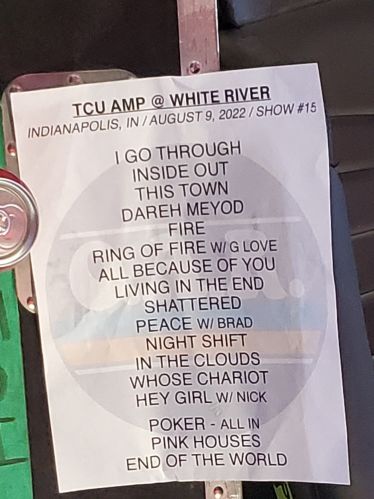 TCU AMP @ WHITE RIVER
INDIANAPOLIS, IN / AUGUST 9, 2022 / SHOW #15
I GO THROUGH
INSIDE OUT
THIS TOWN
DAREH MEYOD
FIRE
RING OF FIRE W/ G LOVE
ALL BECAUSE OF YOU
LIVING IN THE END
SHATTERED
PEACE W/ BRAD
NIGHT SHIFT
IN THE CLOUDS
WHOSE CHARIOT
HEY GIRL W/ NICK
POKER - ALL IN
PINK HOUSES
END OF THE WORLD